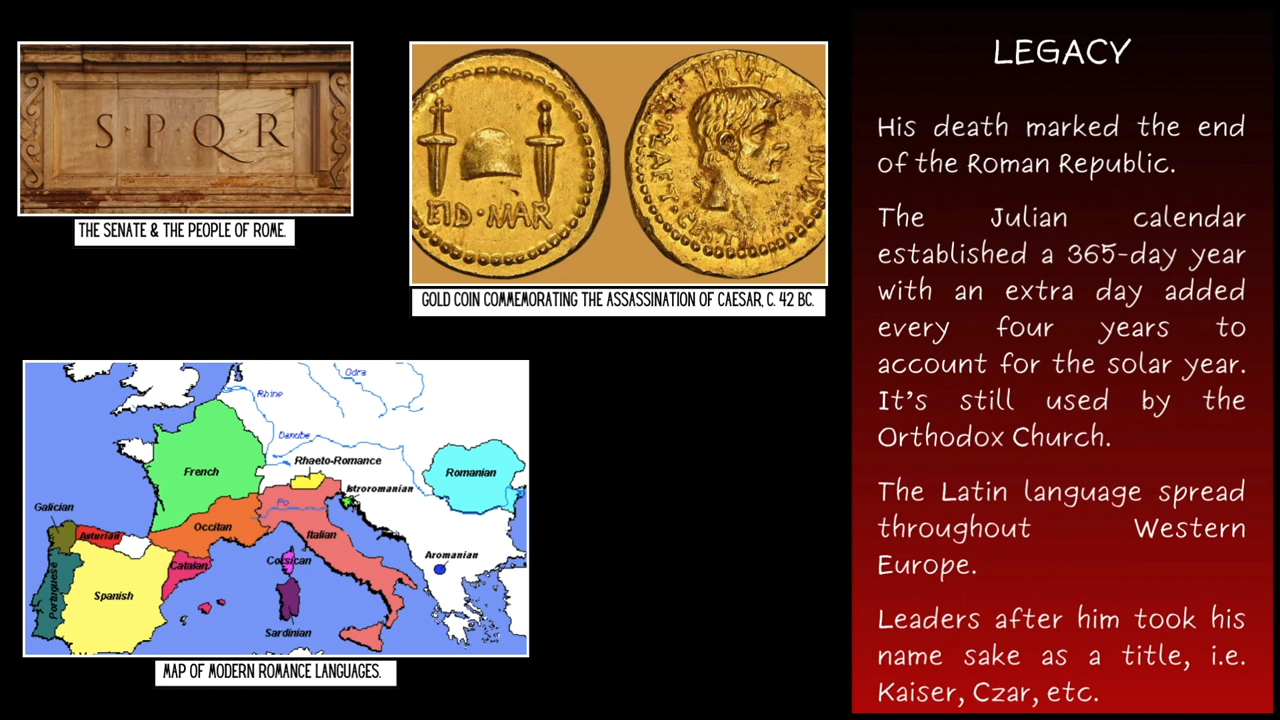 S·P·Q·R
THE SENATE & THE PEOPLE OF ROME.
EID·MAR
GOLD COIN COMMEMORATING THE ASSASSINATION OF CAESAR, C. 42 BC.
Odra
Rhine
Danube
Rhaeto-Romance
Romanian
French
Istroromanian
Po
Galician
Occitan
Asturian
Italian
Aromanian
Corsican
Catalan
Portuguese
Spanish
Sardinian
MAP OF MODERN ROMANCE LANGUAGES.
LEGACY
His death marked the end
of the Roman Republic.
The Julian calendar
established a 365-day year
with an extra day added
every four years to
account for the solar year.
It's still used by the
Orthodox Church.
The Latin language spread
throughout Western
Europe.
Leaders after him took his
name sake as a title, i.e.
Kaiser, Czar, etc.